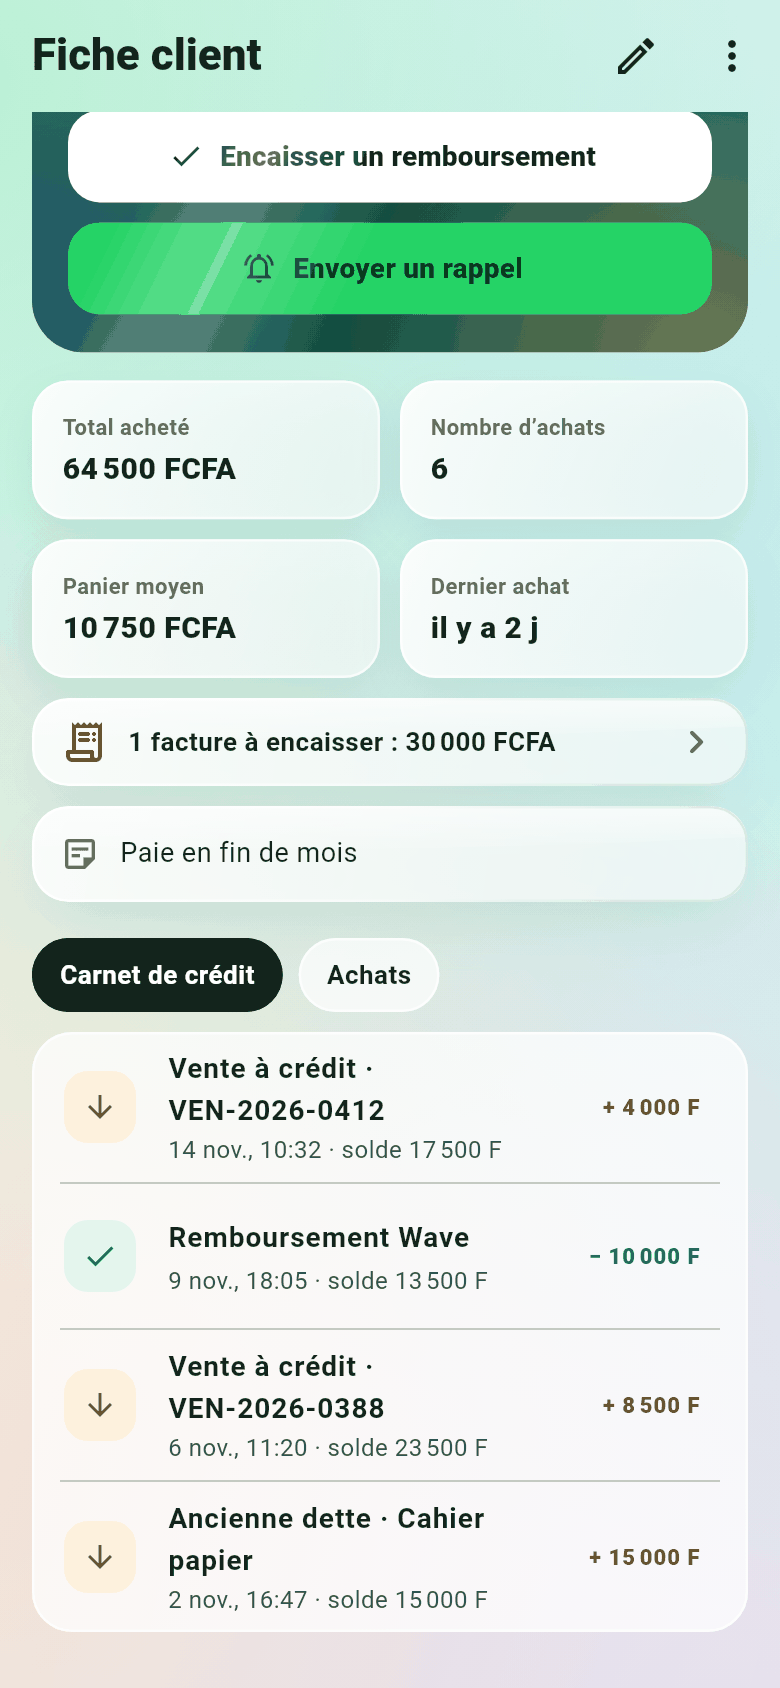 Fiche client
Encaisser un remboursement
Envoyer un rappel
Total acheté
64 500 FCFA
Nombre d’achats
6
Panier moyen
10 750 FCFA
Dernier achat
il y a 2 j
1 facture à encaisser : 30 000 FCFA
Paie en fin de mois
Carnet de crédit
Achats
Vente à crédit ·
VEN-2026-0412
14 nov., 10:32 · solde 17 500 F
+ 4 000 F
Remboursement Wave
9 nov., 18:05 · solde 13 500 F
− 10 000 F
Vente à crédit ·
VEN-2026-0388
6 nov., 11:20 · solde 23 500 F
+ 8 500 F
Ancienne dette · Cahier
papier
2 nov., 16:47 · solde 15 000 F
+ 15 000 F